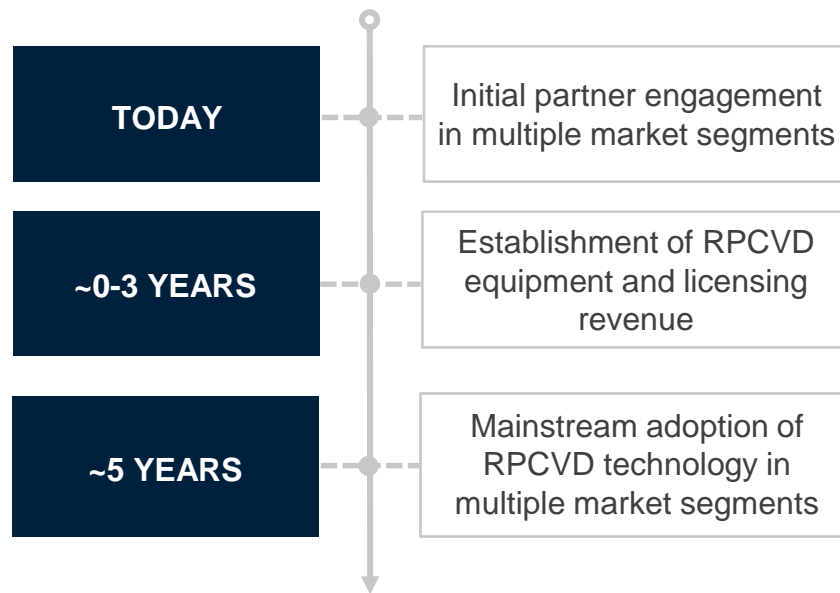 TODAY
Initial partner engagement
in multiple market segments
~0-3 YEARS
Establishment of RPCVD
equipment and licensing
revenue
~5 YEARS
Mainstream adoption of
RPCVD technology in
multiple market segments